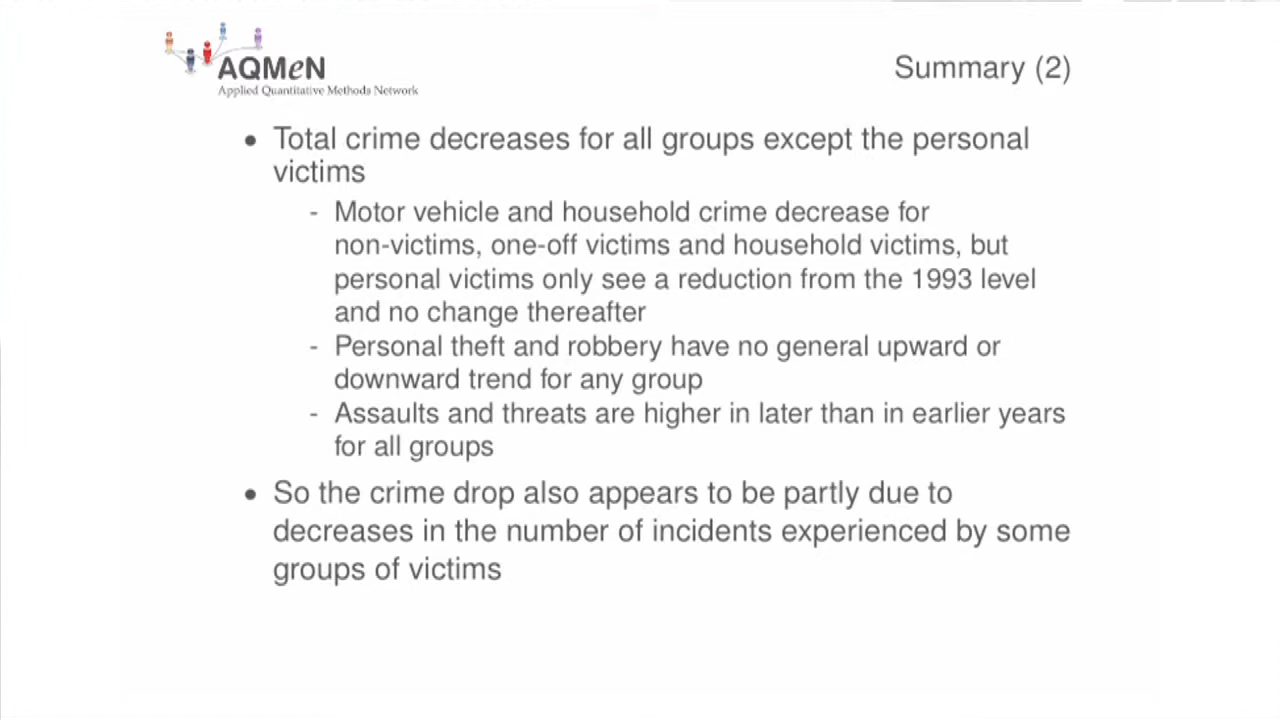 AQMeN
Applied Quantitative Methods Network
Summary (2)
• Total crime decreases for all groups except the personal
victims
- Motor vehicle and household crime decrease for
non-victims, one-off victims and household victims, but
personal victims only see a reduction from the 1993 level
and no change thereafter
- Personal theft and robbery have no general upward or
downward trend for any group
- Assaults and threats are higher in later than in earlier years
for all groups
• So the crime drop also appears to be partly due to
decreases in the number of incidents experienced by some
groups of victims